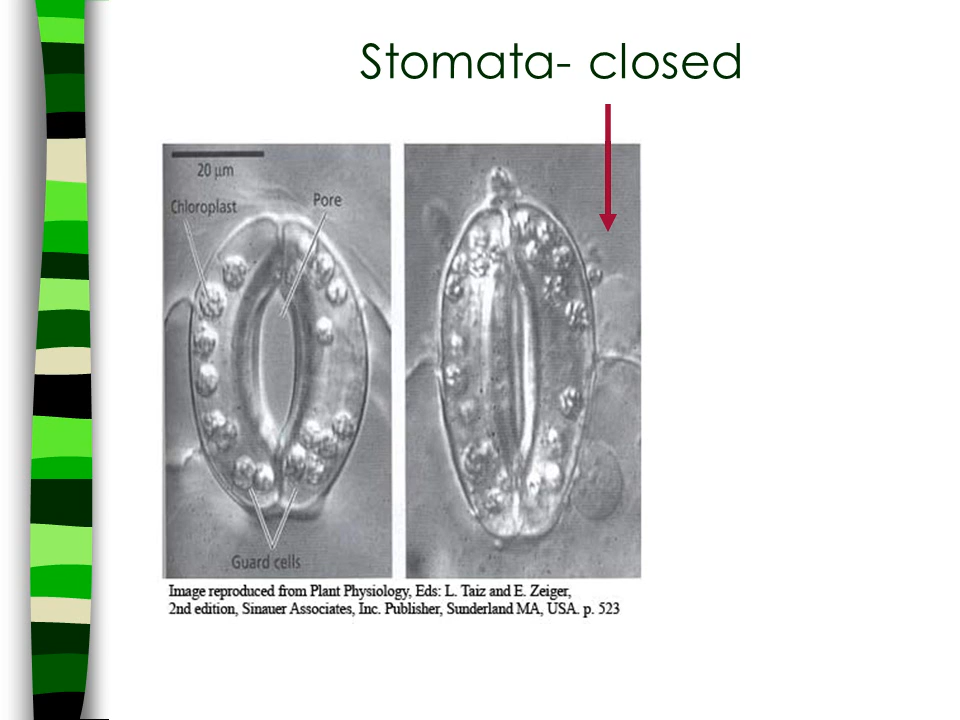 Stomata- closed
20 μm
Chloroplast
Pore
Guard cells
Image reproduced from Plant Physiology, Eds: L. Taiz and E. Zeiger,
2nd edition, Sinauer Associates, Inc. Publisher, Sunderland MA, USA. p. 523